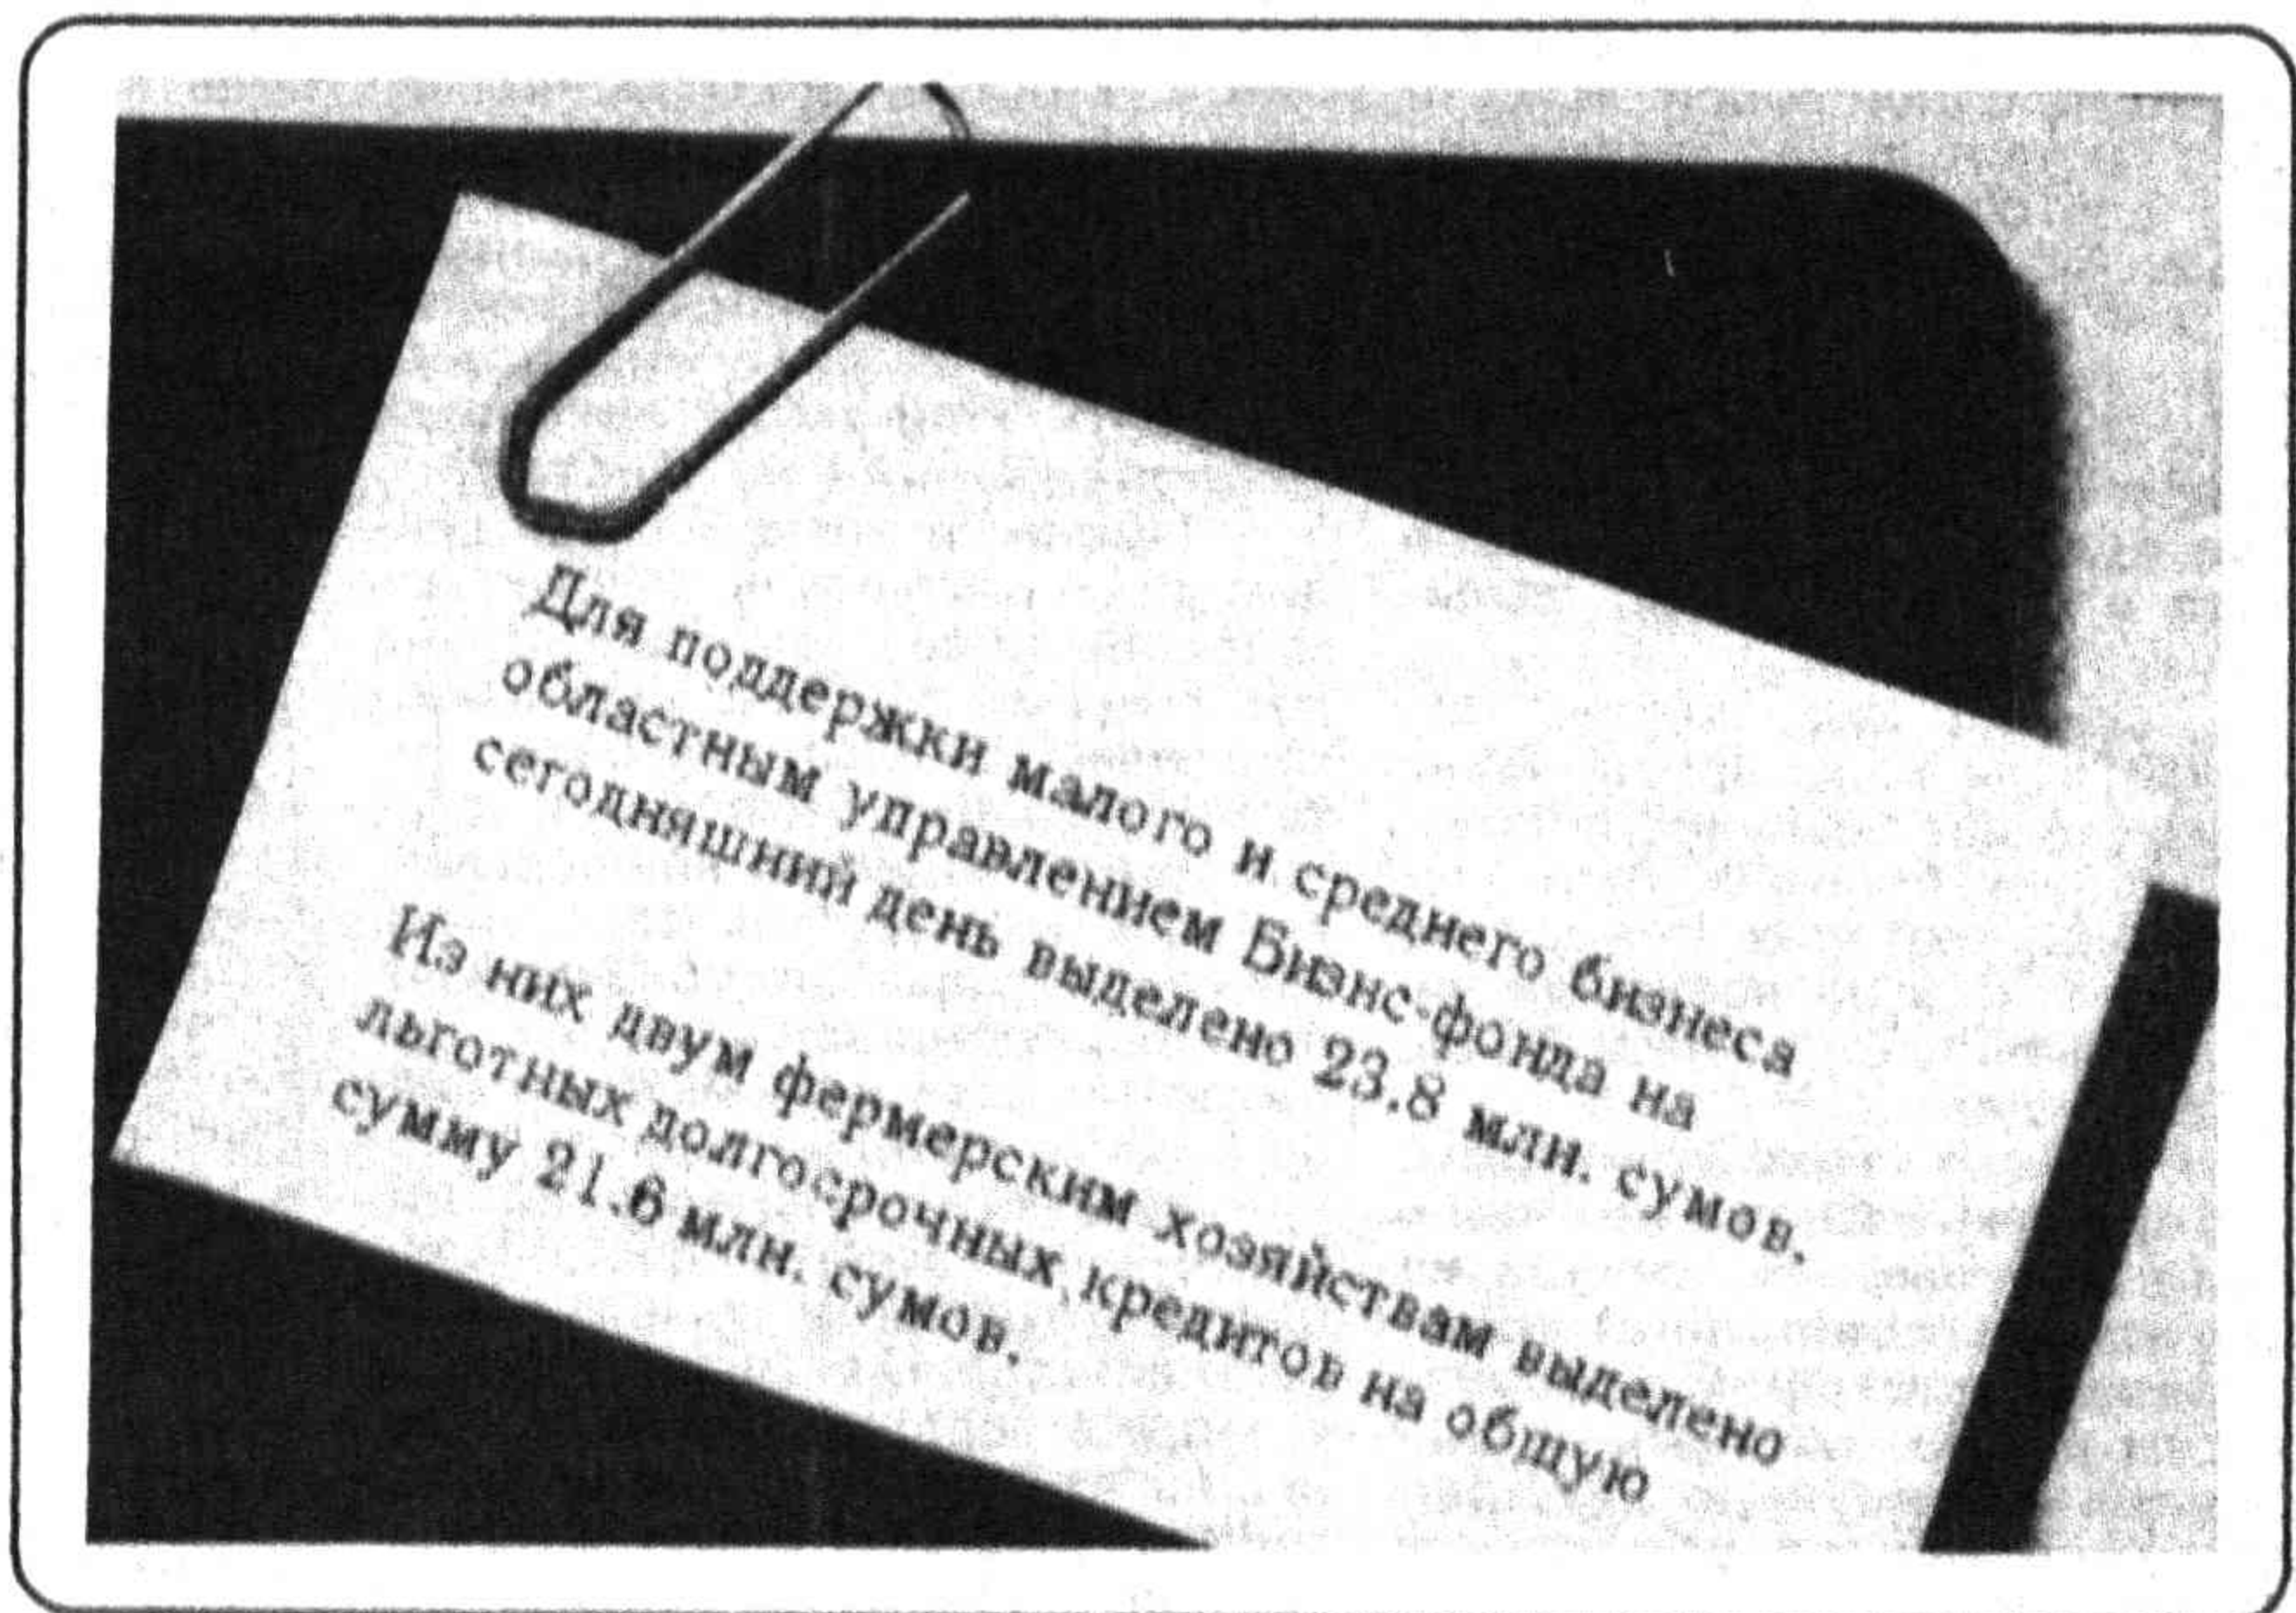 Для поддержки малого и среднего бизнеса
областным управлением Бизнс-фонда на
сегодняшний день выделено 23.8 млн. сумов.
Из них двум фермерским хозяйствам выделено
льготных долгосрочных кредитов на общую
сумму 21.6 млн. сумов.